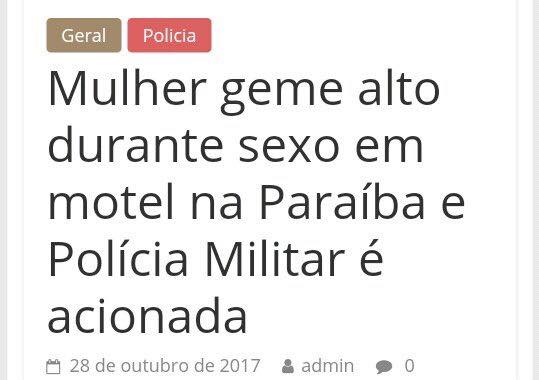 Geral Policia
Mulher geme alto
durante sexo em
motel na Paraíba e
Polícia Militar é
acionada
28 de outubro de 2017 admin 0